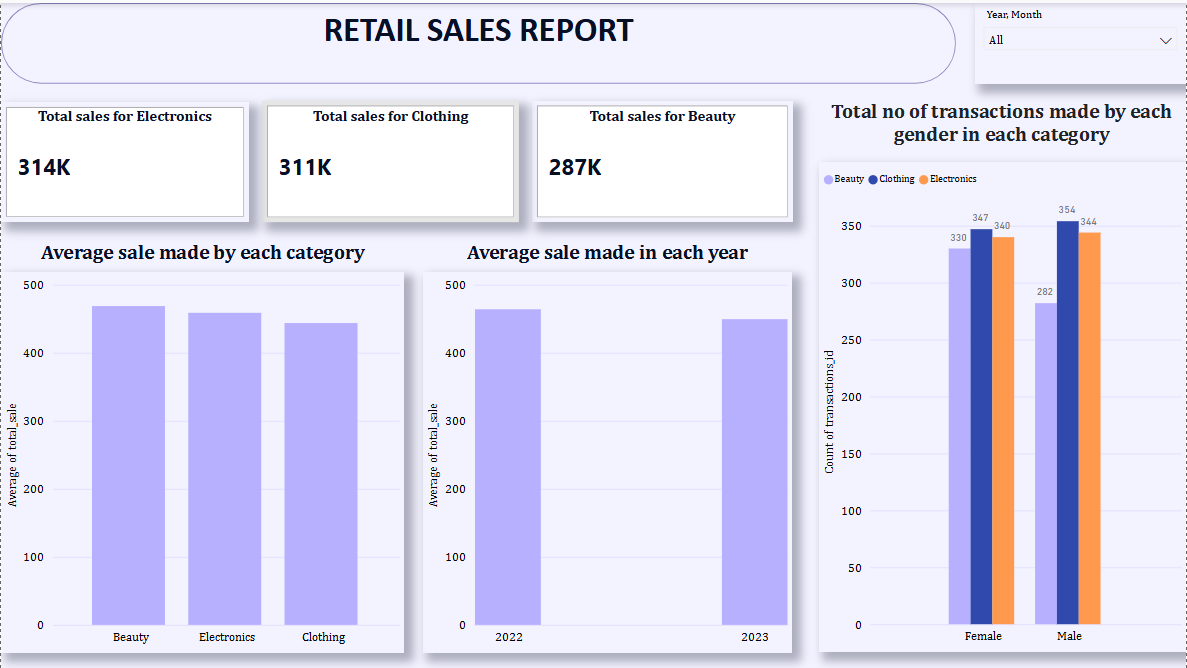 RETAIL SALES REPORT
Year, Month
All
Total sales for Electronics
314K
Total sales for Clothing
311K
Total sales for Beauty
287K
Average sale made by each category
500
400
300
200
100
0
Average of total_sale
Beauty Electronics Clothing
Average sale made in each year
500
400
300
200
100
0
Average of total_sale
2022 2023
Total no of transactions made by each
gender in each category
Beauty Clothing Electronics
350
300
250
200
150
100
50
0
Count of transactions_id
330 347 340
282 354 344
Female Male